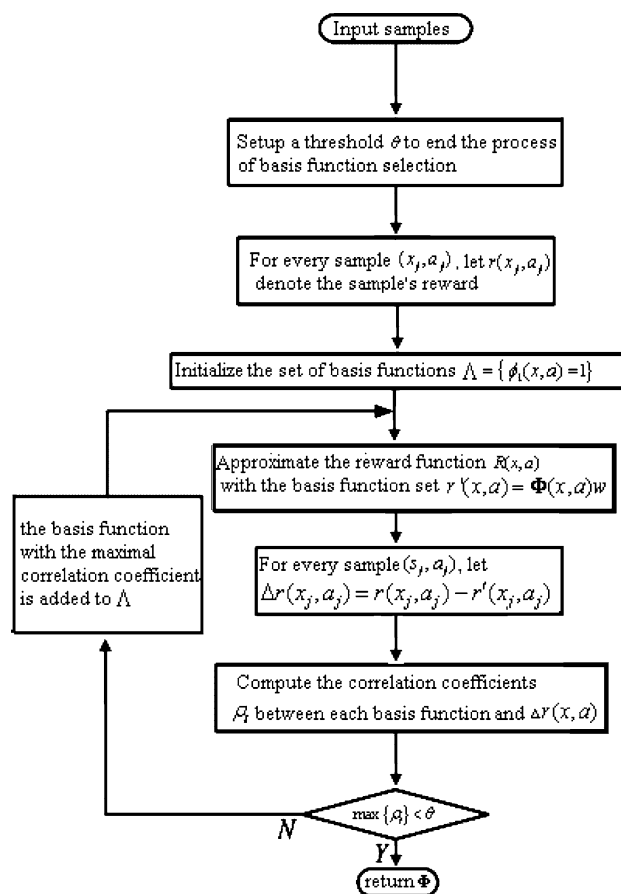 Input samples
Setup a threshold θ to end the process
of basis function selection
For every sample (x_j, a_j), let r(x_j, a_j)
denote the sample's reward
Initialize the set of basis functions Λ = {ϕ₁(x, a) = 1}
Approximate the reward function R(x, a)
with the basis function set r'(x, a) = Φ(x, a)w
the basis function
with the maximal
correlation coefficient
is added to Λ
For every sample(s_j, a_j), let
Δr(x_j, a_j) = r(x_j, a_j) − r'(x_j, a_j)
Compute the correlation coefficients
ρ_i between each basis function and Δr(x, a)
max {ρ_i} < θ
N
Y
return Φ